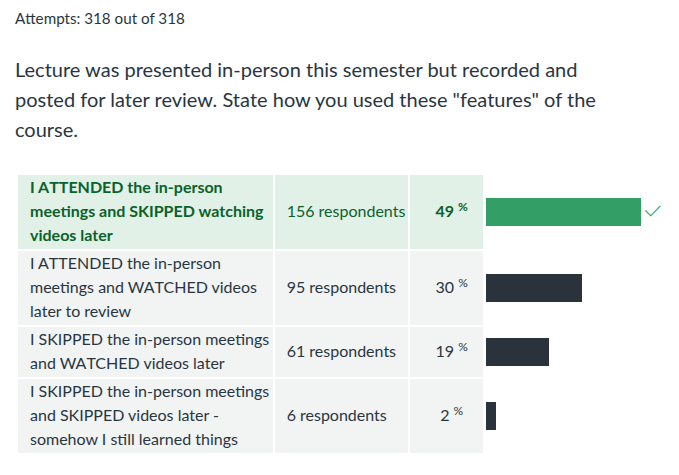 Attempts: 318 out of 318
Lecture was presented in-person this semester but recorded and
posted for later review. State how you used these "features" of the
course.
I ATTENDED the in-person
meetings and SKIPPED watching
videos later
156 respondents
49 %
I ATTENDED the in-person
meetings and WATCHED videos
later to review
95 respondents
30 %
I SKIPPED the in-person meetings
and WATCHED videos later
61 respondents
19 %
I SKIPPED the in-person meetings
and SKIPPED videos later -
somehow I still learned things
6 respondents
2 %